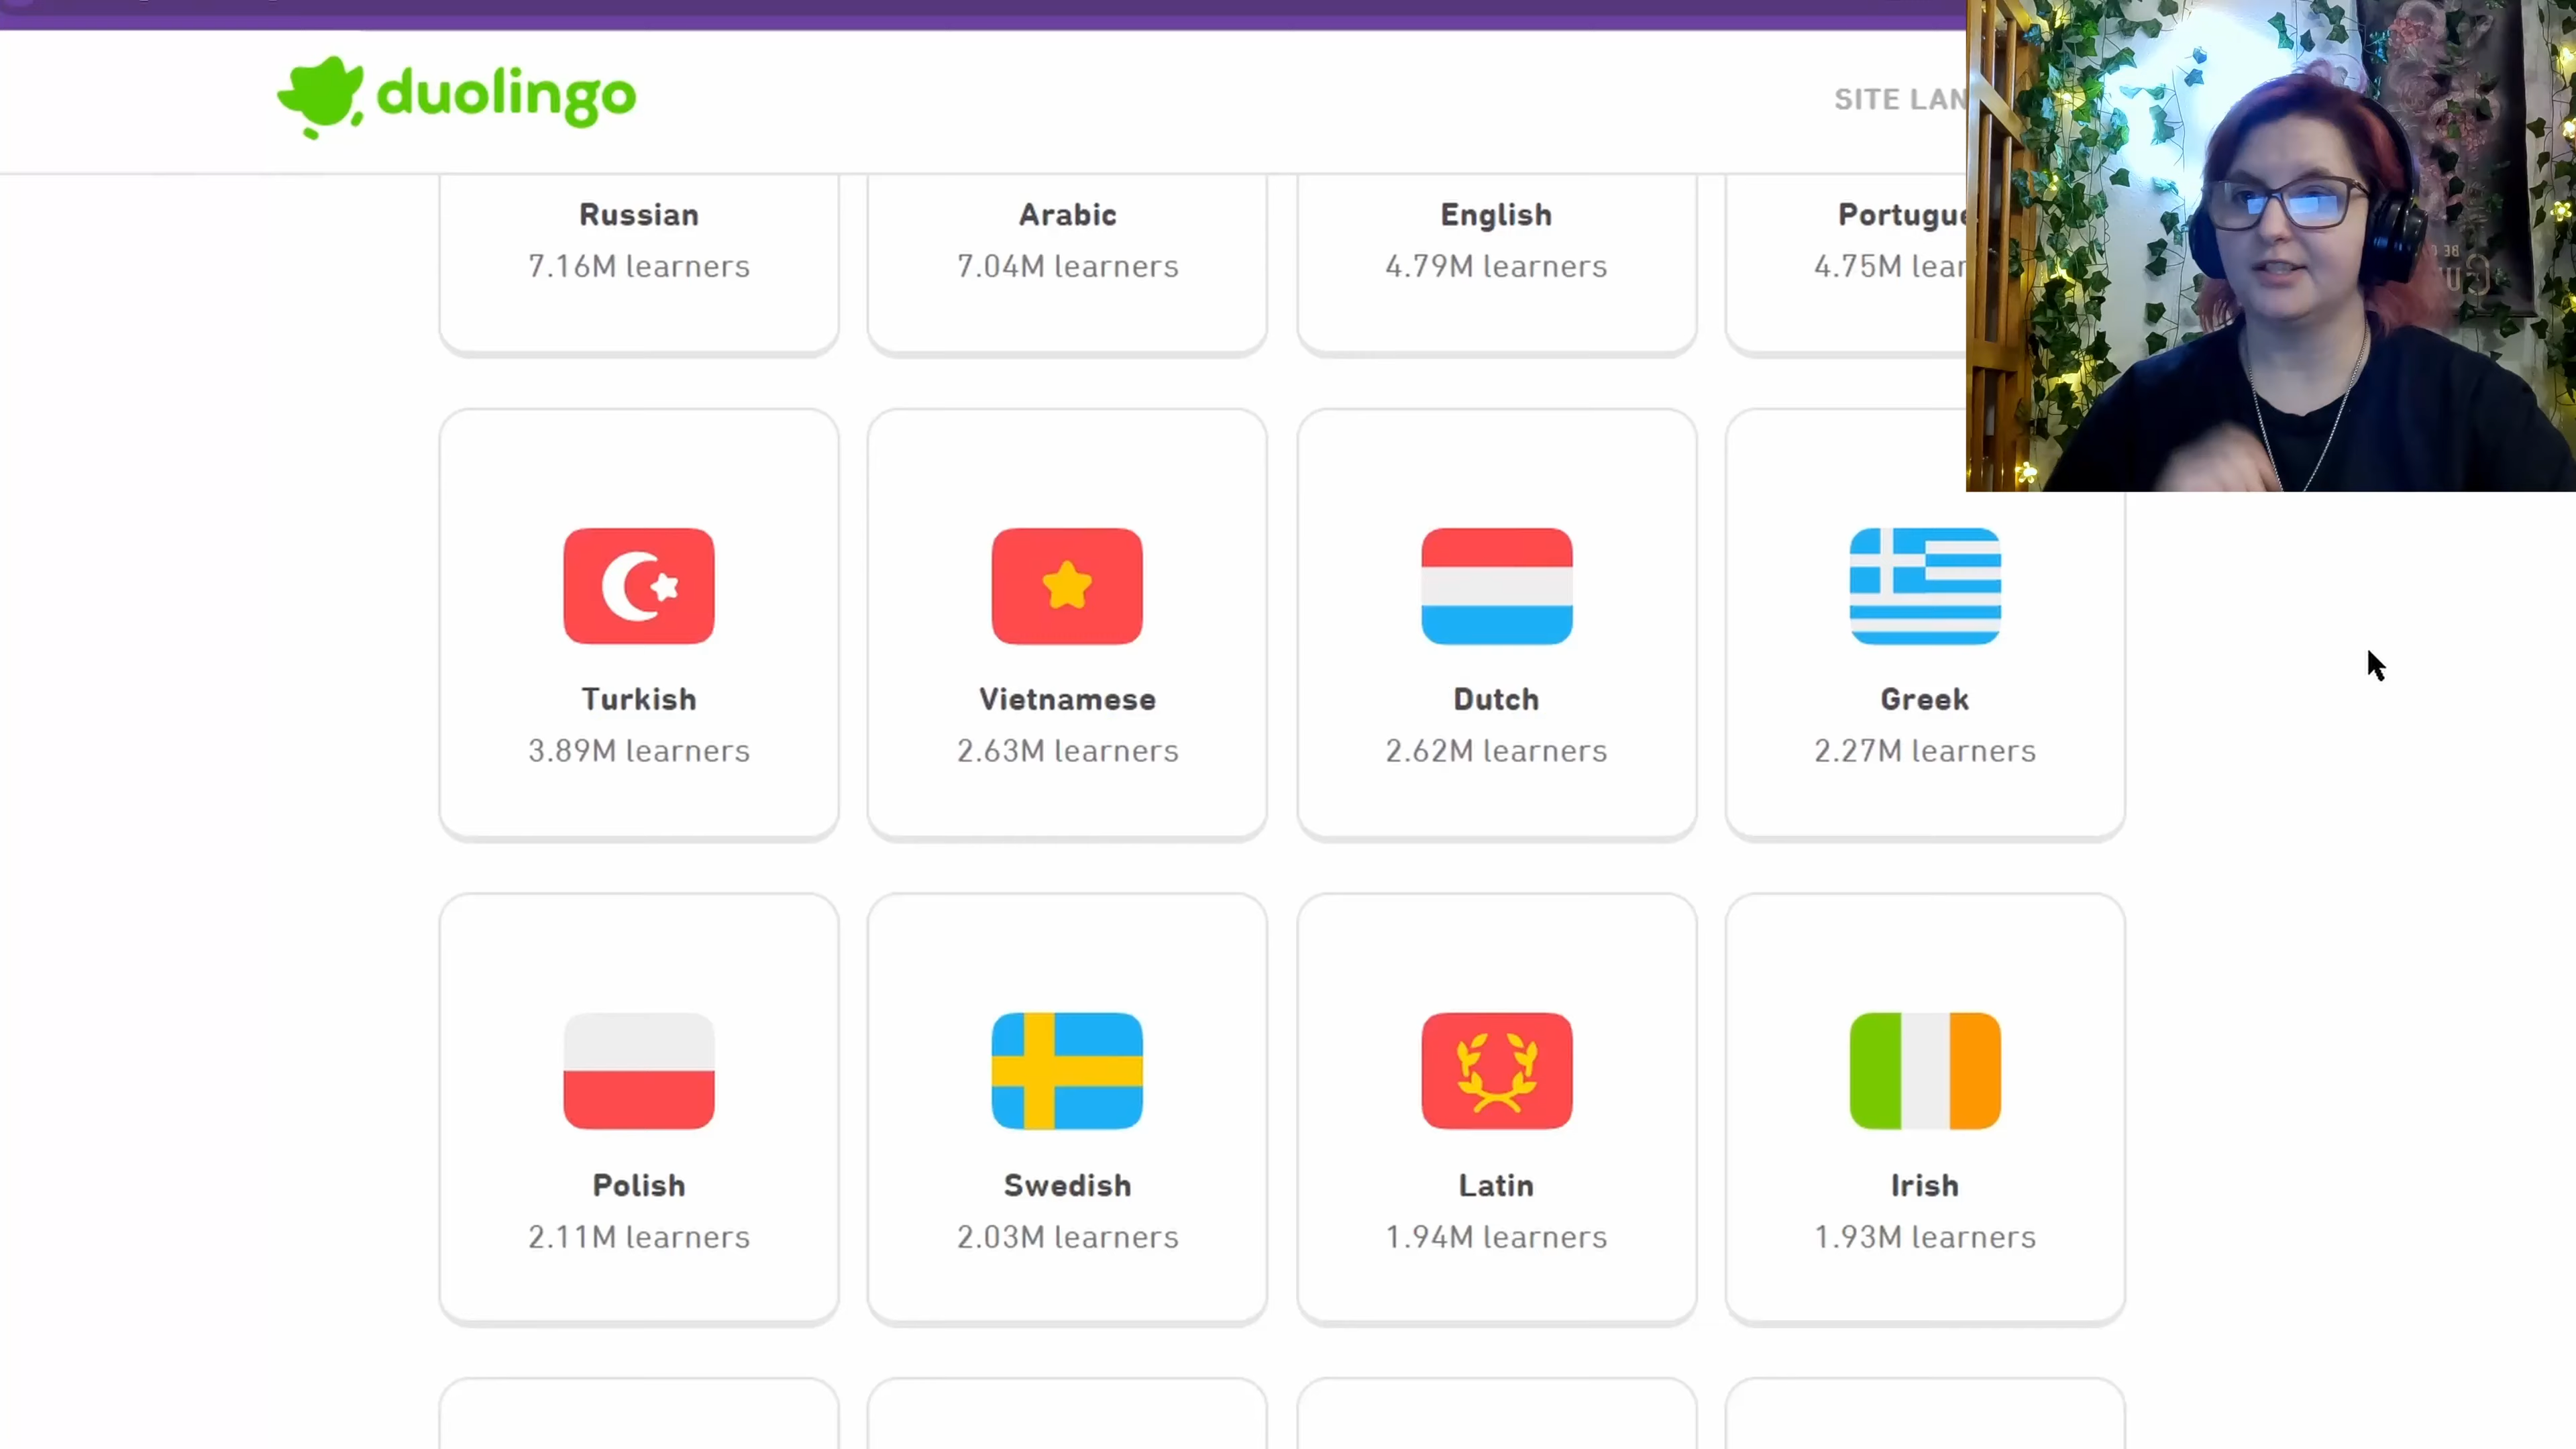 duolingo
SITE LAN
Russian
7.16M learners
Arabic
7.04M learners
English
4.79M learners
Portugue
4.75M lear
Turkish
3.89M learners
Vietnamese
2.63M learners
Dutch
2.62M learners
Greek
2.27M learners
Polish
2.11M learners
Swedish
2.03M learners
Latin
1.94M learners
Irish
1.93M learners